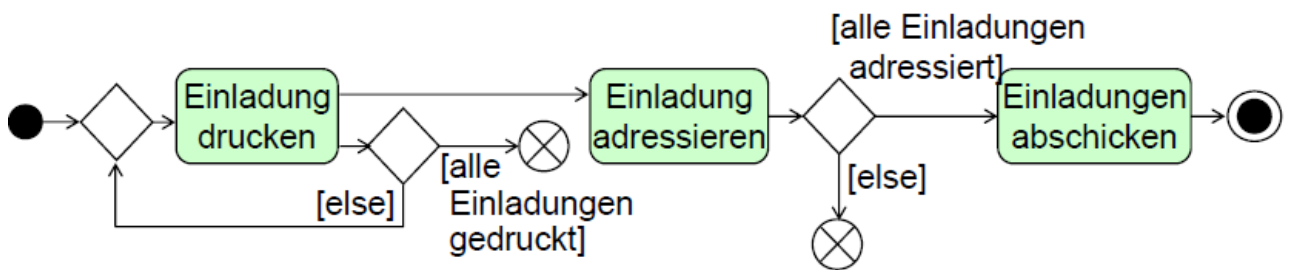 [alle Einladungen
adressiert]
Einladung
drucken
Einladung
adressieren
Einladungen
abschicken
[else]
[alle
Einladungen
gedruckt]
[else]